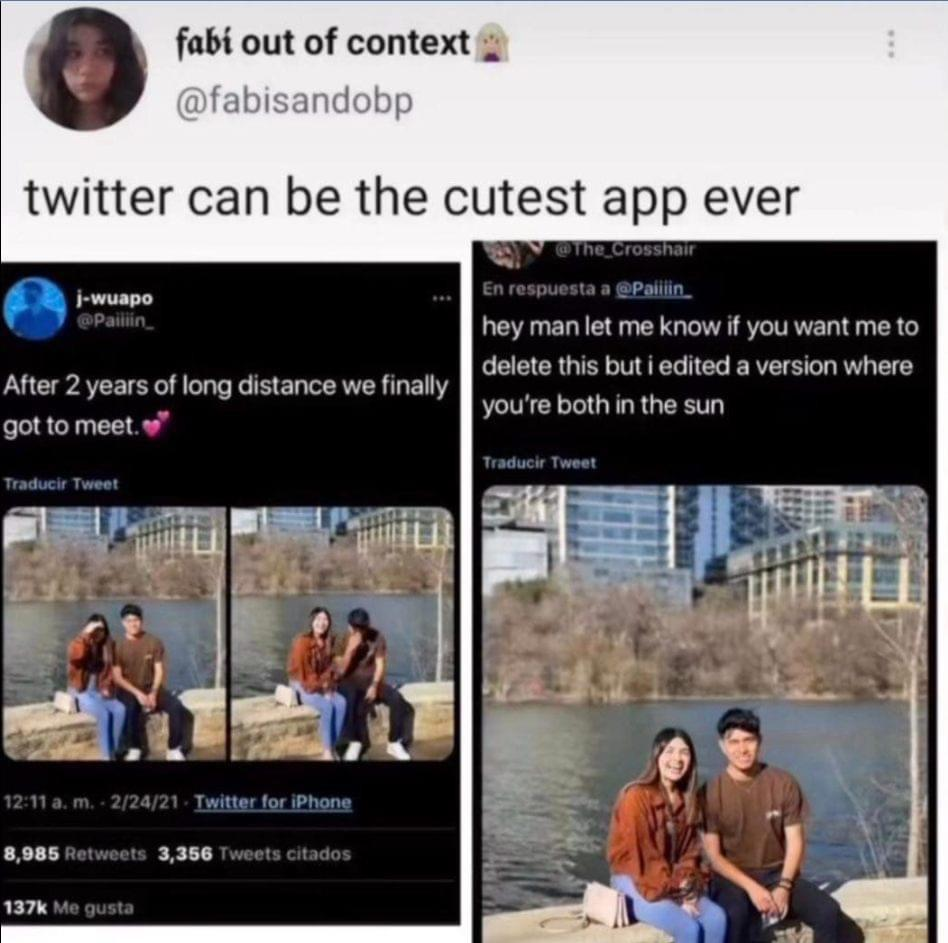 fabí out of context
@fabisandobp
twitter can be the cutest app ever
j-wuapo
@Paiiiin_
After 2 years of long distance we finally
got to meet.💕
Traducir Tweet
12:11 a. m. · 2/24/21 · Twitter for iPhone
8,985 Retweets 3,356 Tweets citados
137k Me gusta
@The_Crosshair
En respuesta a @Paiiiin_
hey man let me know if you want me to
delete this but i edited a version where
you're both in the sun
Traducir Tweet